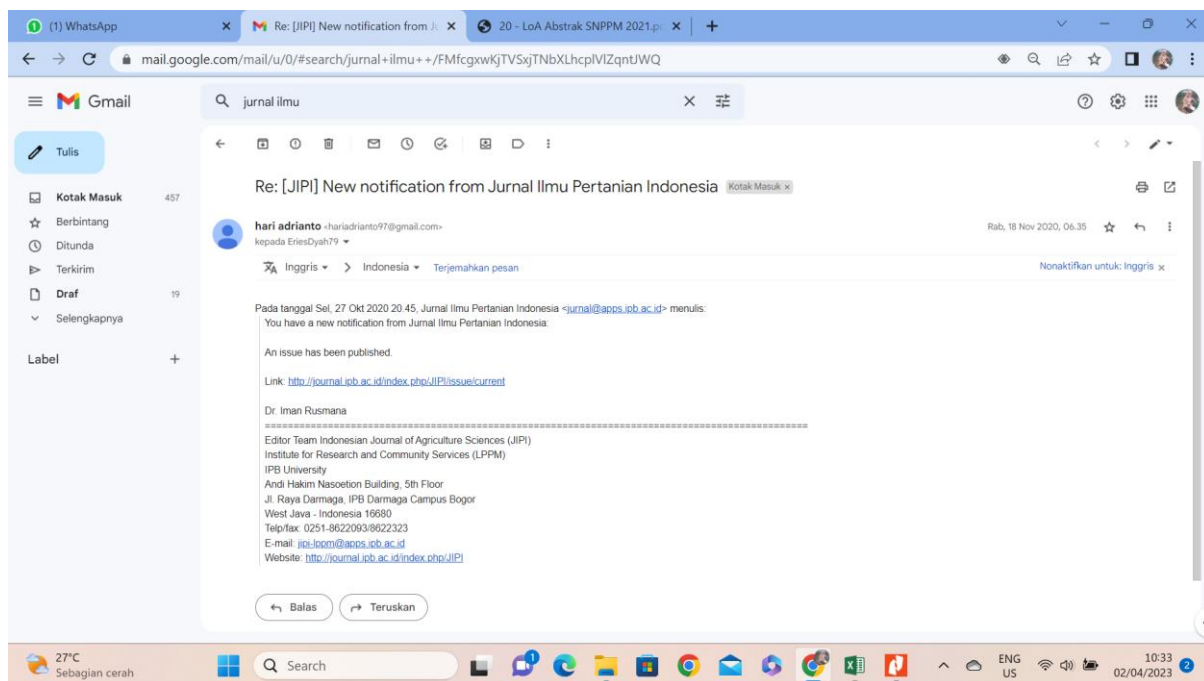 (1) WhatsApp
Re: [JIPI] New notification from Ju
20 - LoA Abstrak SNPPM 2021.p
mail.google.com/mail/u/0/#search/jurnal+ilmu++/FMfcgxwKjTVSxjTNbXLhcplVlZqntJWQ
Gmail
jurnal ilmu
Tulis
Kotak Masuk 457
Berbintang
Ditunda
Terkirim
Draf 19
Selengkapnya
Label
Re: [JIPI] New notification from Jurnal Ilmu Pertanian Indonesia Kotak Masuk x
hari adrianto <hariadrianto97@gmail.com> Rab, 18 Nov 2020, 06.35
kepada EriesDyah79
Inggris > Indonesia Terjemahkan pesan Nonaktifkan untuk: Inggris x
Pada tanggal Sel, 27 Okt 2020 20.45, Jurnal Ilmu Pertanian Indonesia <jurnal@apps.ipb.ac.id> menulis:
You have a new notification from Jurnal Ilmu Pertanian Indonesia:
An issue has been published.
Link: http://journal.ipb.ac.id/index.php/JIPI/issue/current
Dr. Iman Rusmana
Editor Team Indonesian Journal of Agriculture Sciences (JIPI)
Institute for Research and Community Services (LPPM)
IPB University
Andi Hakim Nasoetion Building, 5th Floor
Jl. Raya Darmaga, IPB Darmaga Campus Bogor
West Java - Indonesia 16680
Telp/fax: 0251-8622093/8622323
E-mail: jipi-lppm@apps.ipb.ac.id
Website: http://journal.ipb.ac.id/index.php/JIPI
Balas
Teruskan
27°C
Sebagian cerah
Search
ENG
US
10:33
02/04/2023
2